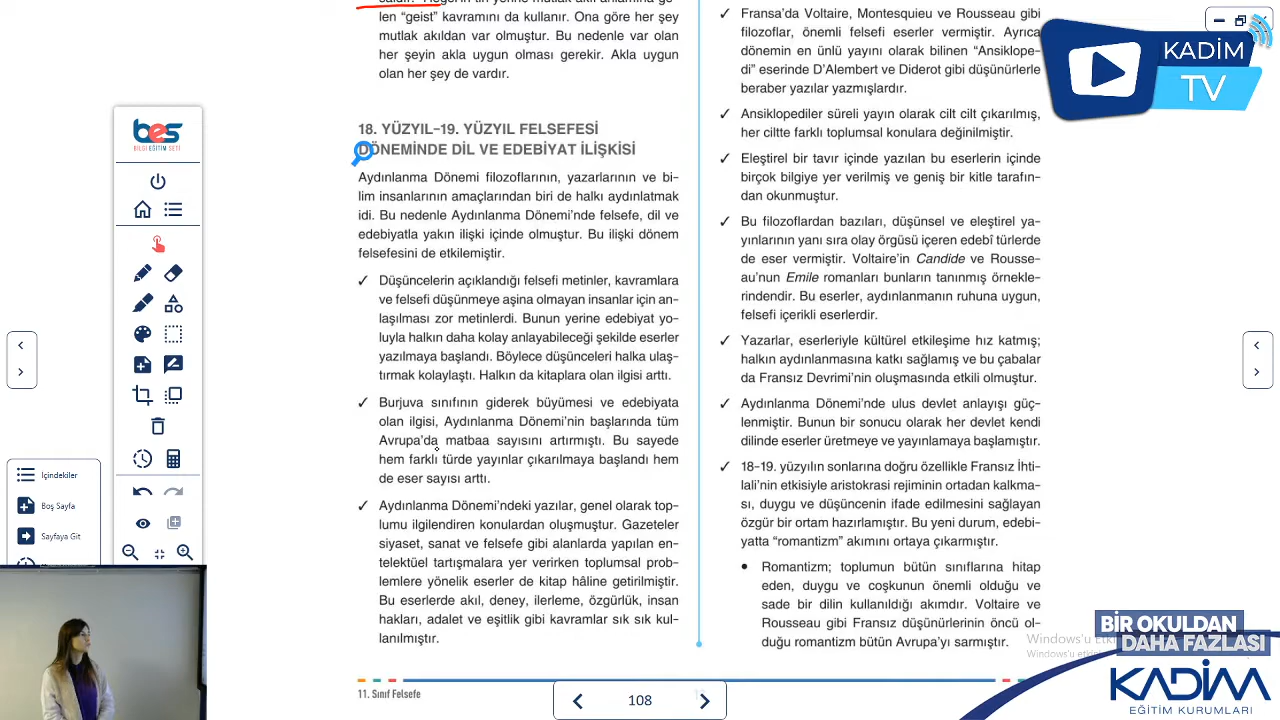 len “geist” kavramını da kullanır. Ona göre her şey
mutlak akıldan var olmuştur. Bu nedenle var olan
her şeyin akla uygun olması gerekir. Akla uygun
olan her şey de vardır.
18. YÜZYIL-19. YÜZYIL FELSEFESİ
DÖNEMİNDE DİL VE EDEBİYAT İLİŞKİSİ
Aydınlanma Dönemi filozoflarının, yazarlarının ve bi-
lim insanlarının amaçlarından biri de halkı aydınlatmak
idi. Bu nedenle Aydınlanma Dönemi’nde felsefe, dil ve
edebiyatla yakın ilişki içinde olmuştur. Bu ilişki dönem
felsefesini de etkilemiştir.
✓ Düşüncelerin açıklandığı felsefi metinler, kavramlara
ve felsefi düşünmeye aşina olmayan insanlar için an-
laşılması zor metinlerdi. Bunun yerine edebiyat yo-
luyla halkın daha kolay anlayabileceği şekilde eserler
yazılmaya başlandı. Böylece düşünceleri halka ulaş-
tırmak kolaylaştı. Halkın da kitaplara olan ilgisi arttı.
✓ Burjuva sınıfının giderek büyümesi ve edebiyata
olan ilgisi, Aydınlanma Dönemi’nin başlarında tüm
Avrupa’da matbaa sayısını artırmıştı. Bu sayede
hem farklı türde yayınlar çıkarılmaya başlandı hem
de eser sayısı arttı.
✓ Aydınlanma Dönemi’ndeki yazılar, genel olarak top-
lumu ilgilendiren konulardan oluşmuştur. Gazeteler
siyaset, sanat ve felsefe gibi alanlarda yapılan en-
telektüel tartışmalara yer verirken toplumsal prob-
lemlere yönelik eserler de kitap hâline getirilmiştir.
Bu eserlerde akıl, deney, ilerleme, özgürlük, insan
hakları, adalet ve eşitlik gibi kavramlar sık sık kul-
lanılmıştır.
✓ Fransa’da Voltaire, Montesquieu ve Rousseau gibi
filozoflar, önemli felsefi eserler vermiştir. Ayrıca
dönemin en ünlü yayını olarak bilinen “Ansiklope-
di” eserinde D’Alembert ve Diderot gibi düşünürlerle
beraber yazılar yazmışlardır.
✓ Ansiklopediler süreli yayın olarak cilt cilt çıkarılmış,
her ciltte farklı toplumsal konulara değinilmiştir.
✓ Eleştirel bir tavır içinde yazılan bu eserlerin içinde
birçok bilgiye yer verilmiş ve geniş bir kitle tarafın-
dan okunmuştur.
✓ Bu filozoflardan bazıları, düşünsel ve eleştirel ya-
yınlarının yanı sıra olay örgüsü içeren edebî türlerde
de eser vermiştir. Voltaire’in Candide ve Rousse-
au’nun Emile romanları bunların tanınmış örnekle-
rindendir. Bu eserler, aydınlanmanın ruhuna uygun,
felsefi içerikli eserlerdir.
✓ Yazarlar, eserleriyle kültürel etkileşime hız katmış;
halkın aydınlanmasına katkı sağlamış ve bu çabalar
da Fransız Devrimi’nin oluşmasında etkili olmuştur.
✓ Aydınlanma Dönemi’nde ulus devlet anlayışı güç-
lenmiştir. Bunun bir sonucu olarak her devlet kendi
dilinde eserler üretmeye ve yayınlamaya başlamıştır.
✓ 18-19. yüzyılın sonlarına doğru özellikle Fransız İhti-
lali’nin etkisiyle aristokrasi rejiminin ortadan kalkma-
sı, duygu ve düşüncenin ifade edilmesini sağlayan
özgür bir ortam hazırlamıştır. Bu yeni durum, edebi-
yatta “romantizm” akımını ortaya çıkarmıştır.
• Romantizm; toplumun bütün sınıflarına hitap
eden, duygu ve coşkunun önemli olduğu ve
sade bir dilin kullanıldığı akımdır. Voltaire ve
Rousseau gibi Fransız düşünürlerinin öncü ol-
duğu romantizm bütün Avrupa’yı sarmıştır.
11. Sınıf Felsefe
108
bes
BİLGİ EĞİTİM SETİ
İçindekiler
Boş Sayfa
Sayfaya Git
KADİM
TV
Windows'u
BİR OKULDAN
DAHA FAZLASI
KADİM
EĞİTİM KURUMLARI